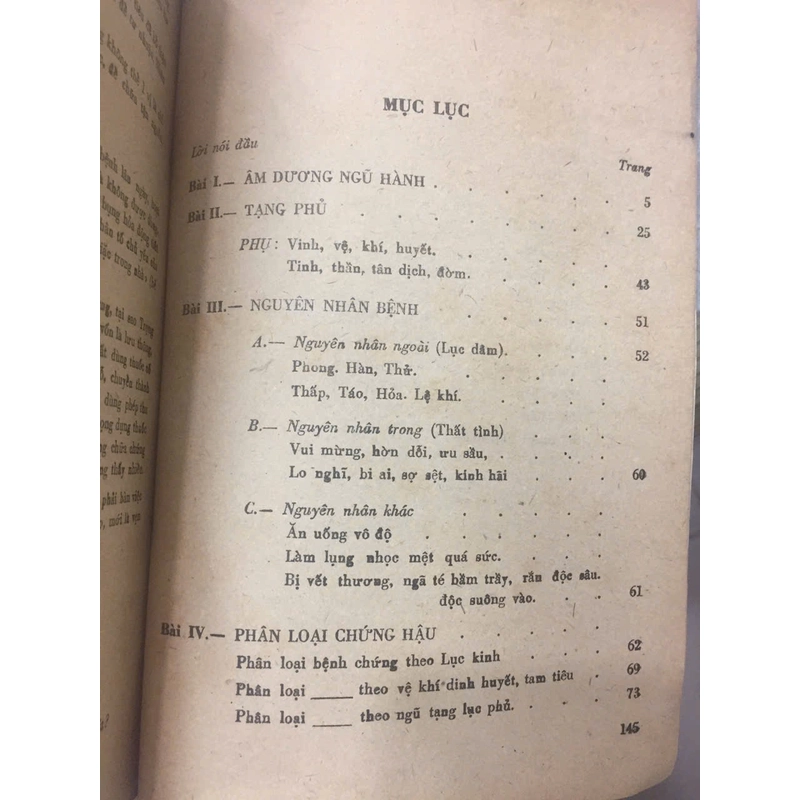 MỤC LỤC
Lời nói đầu
Trang
Bài I.— ÂM DƯƠNG NGŨ HÀNH . . . . . . 5
Bài II.— TẠNG PHỦ . . . . . . . 25
PHỤ : Vinh, vệ, khí, huyết. . . . . .
Tinh, thần, tân dịch, đờm. . . . . 43
Bài III.— NGUYÊN NHÂN BỆNH . . . . . 51
A.— Nguyên nhân ngoài (Lục dâm). . . . 52
Phong. Hàn, Thử. . . . . .
Thấp, Táo, Hỏa. Lệ khí. . . . .
B.— Nguyên nhân trong (Thất tình) . . .
Vui mừng, hờn dỗi, ưu sầu, . . .
Lo nghĩ, bi ai, sợ sệt, kinh hãi . . 60
C.— Nguyên nhân khác . . . . .
Ăn uống vô độ . . . . . .
Làm lụng nhọc mệt quá sức. . . .
Bị vết thương, ngã té bầm trầy, rắn độc sâu.
độc suông vào. . . 61
Bài IV.— PHÂN LOẠI CHỨNG HẬU . . . . .
Phân loại bệnh chứng theo Lục kinh . . . 62
Phân loại ____ theo vệ khí dinh huyết, tam tiêu . 69
Phân loại ____ theo ngũ tạng lục phủ. . . . 73
145